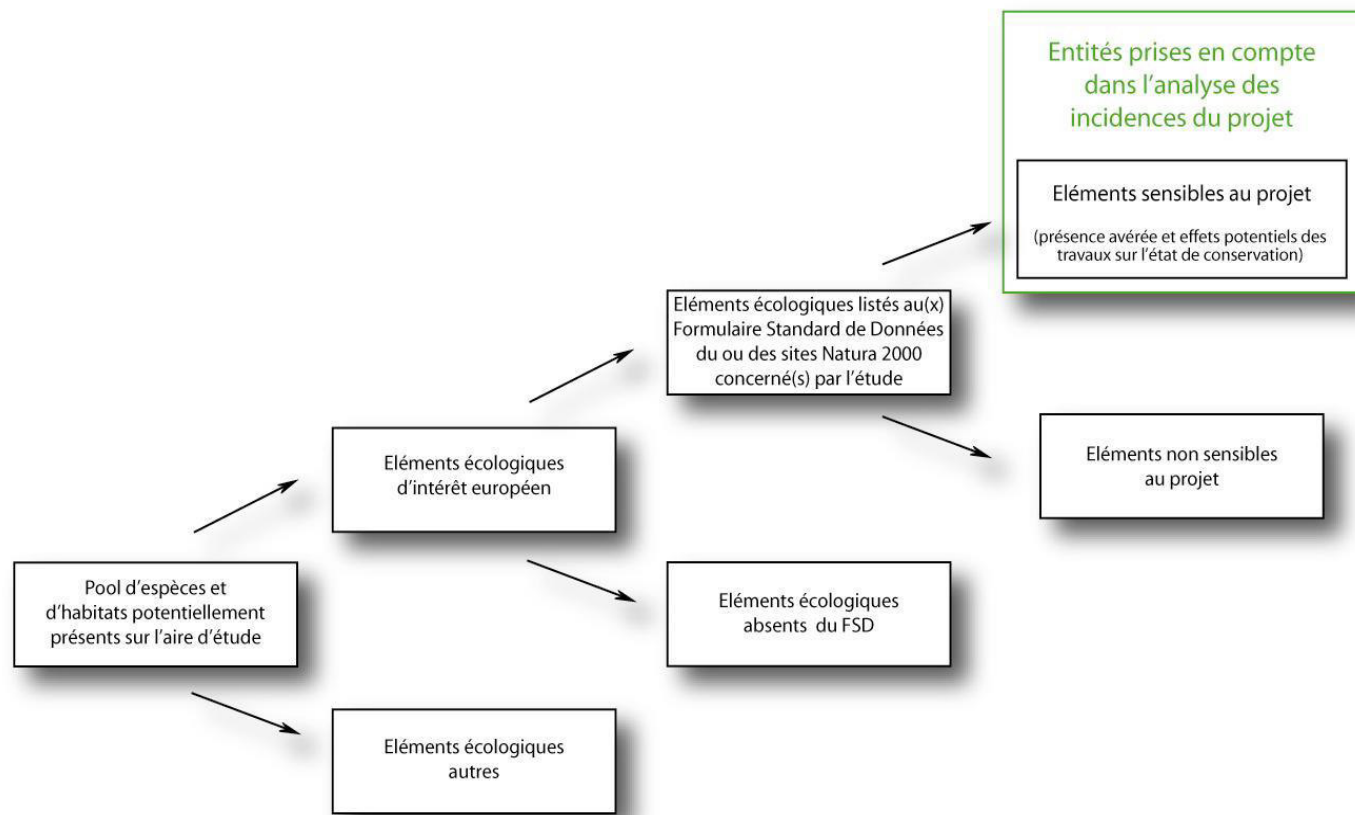 Entités prises en compte
dans l'analyse des
incidences du projet
Eléments sensibles au projet
(présence avérée et effets potentiels des
travaux sur l'état de conservation)
Eléments écologiques listés au(x)
Formulaire Standard de Données
du ou des sites Natura 2000
concerné(s) par l'étude
Eléments non sensibles
au projet
Eléments écologiques
d'intérêt européen
Eléments écologiques
absents du FSD
Pool d'espèces et
d'habitats potentiellement
présents sur l'aire d'étude
Eléments écologiques
autres